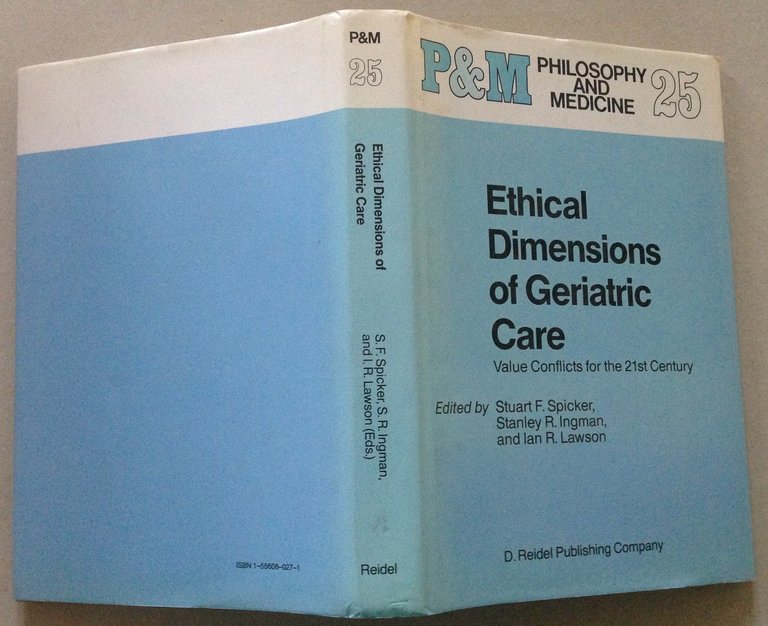 ISBN 1-55608-027-1
P&M
25
Ethical Dimensions of
Geriatric Care
S. F. Spicker, S. R. Ingman,
and I. R. Lawson (Eds.)
Reidel
P&M
PHILOSOPHY
AND
MEDICINE
25
Ethical
Dimensions
of Geriatric
Care
Value Conflicts for the 21st Century
Edited by Stuart F. Spicker,
Stanley R. Ingman,
and Ian R. Lawson
D. Reidel Publishing Company